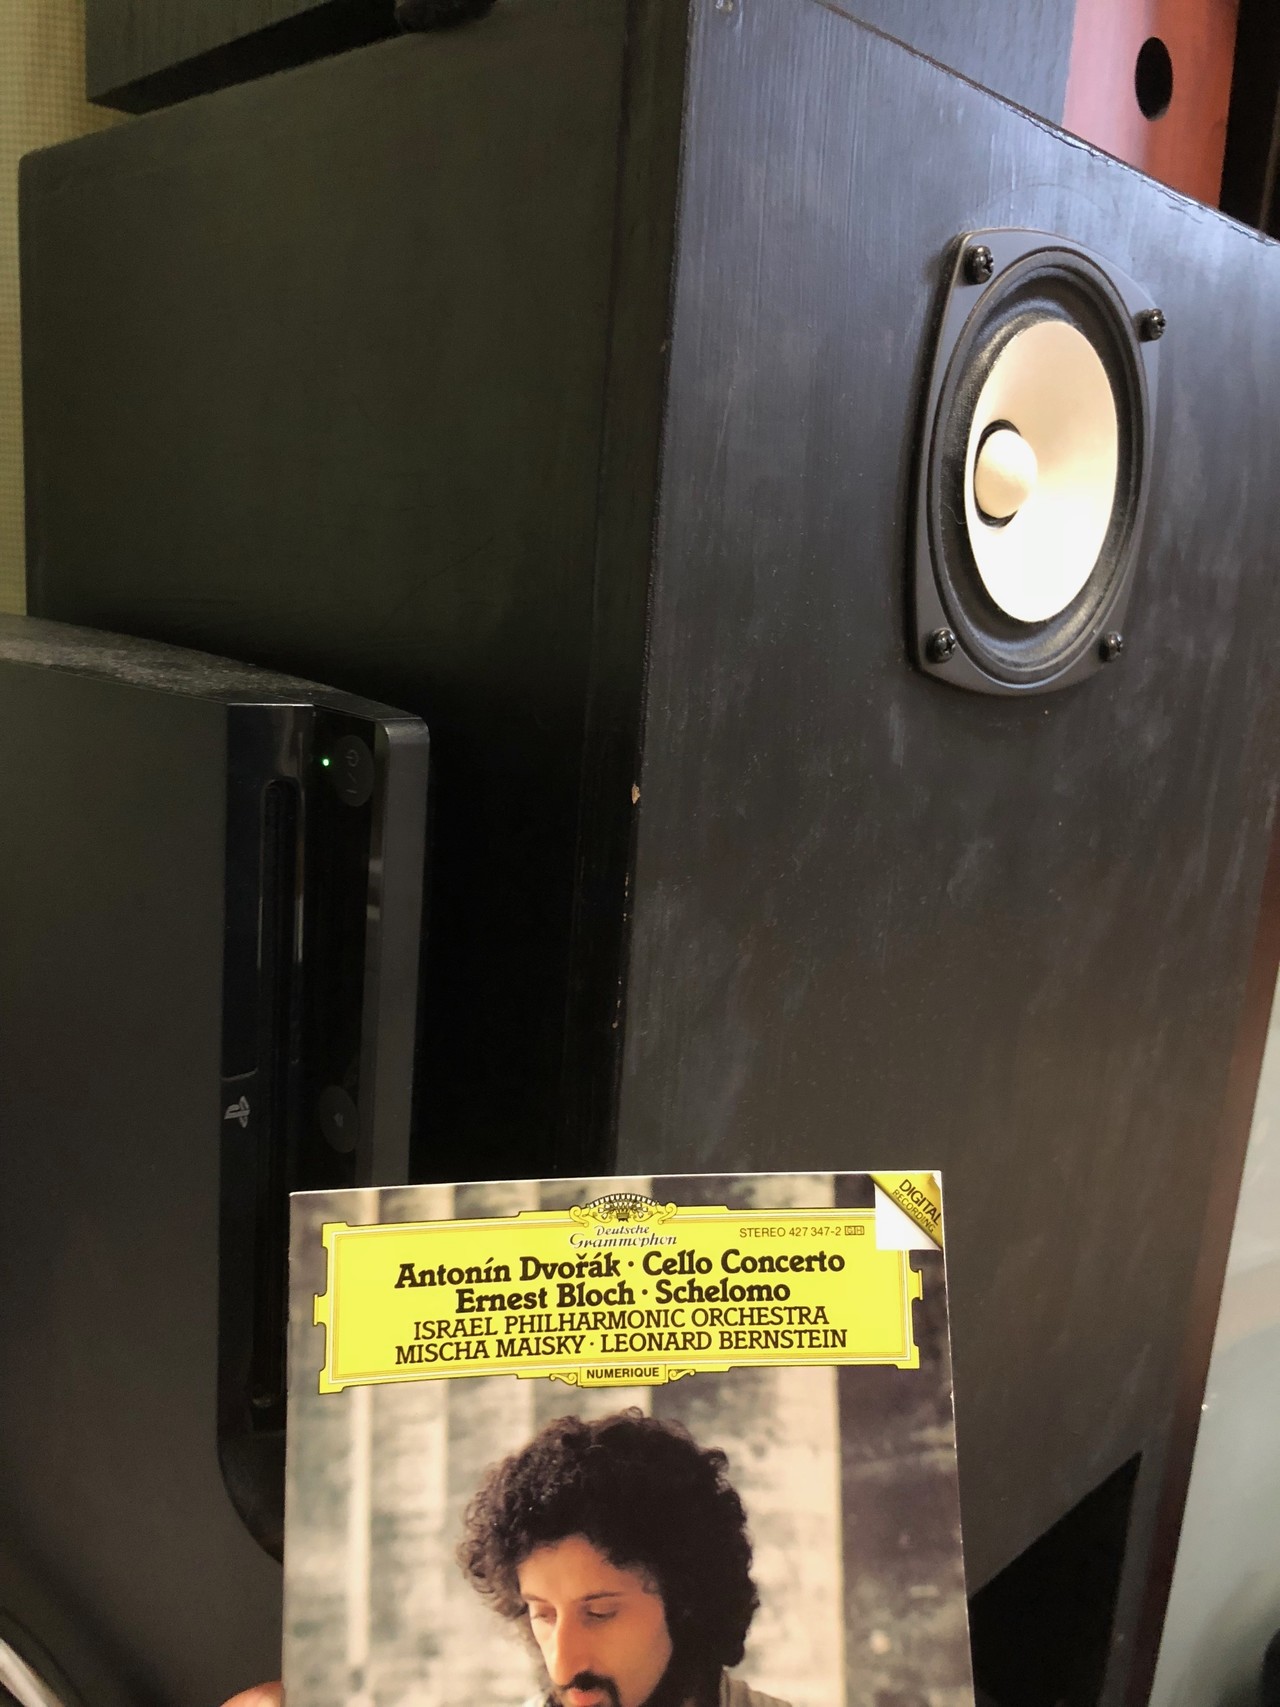 DIGITAL
RECORDING
Deutsche
Grammophon
STEREO 427 347-2 GH
Antonín Dvořák · Cello Concerto
Ernest Bloch · Schelomo
ISRAEL PHILHARMONIC ORCHESTRA
MISCHA MAISKY · LEONARD BERNSTEIN
NUMERIQUE